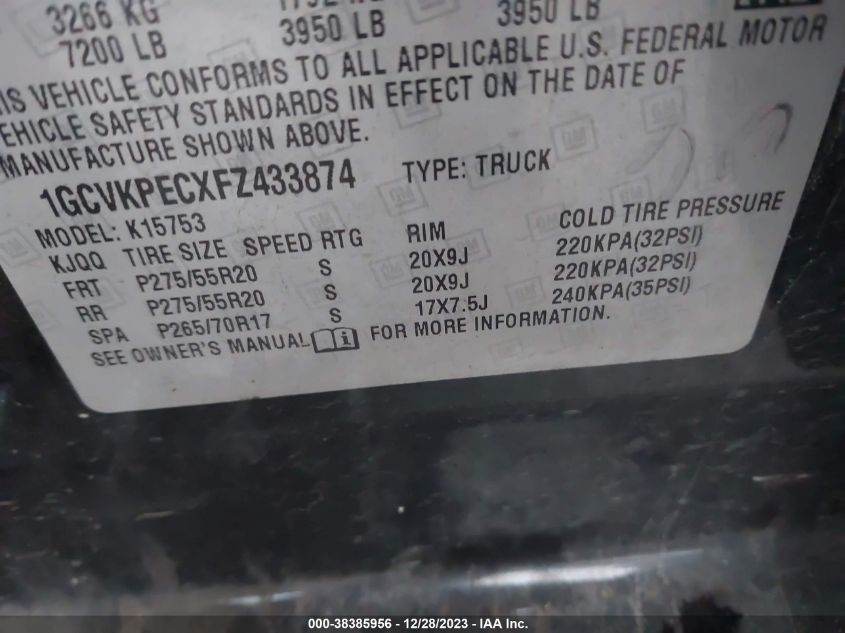 3266 KG
7200 LB 3950 LB 3950 LB
IS VEHICLE CONFORMS TO ALL APPLICABLE U.S. FEDERAL MOTOR
EHICLE SAFETY STANDARDS IN EFFECT ON THE DATE OF
MANUFACTURE SHOWN ABOVE.
1GCVKPECXFZ433874 TYPE: TRUCK
MODEL: K15753
KJQQ TIRE SIZE SPEED RTG RIM COLD TIRE PRESSURE
FRT P275/55R20 S 20X9J 220KPA(32PSI)
RR P275/55R20 S 20X9J 220KPA(32PSI)
SPA P265/70R17 S 17X7.5J 240KPA(35PSI)
SEE OWNER'S MANUAL FOR MORE INFORMATION.
000-38385956 - 12/28/2023 - IAA Inc.